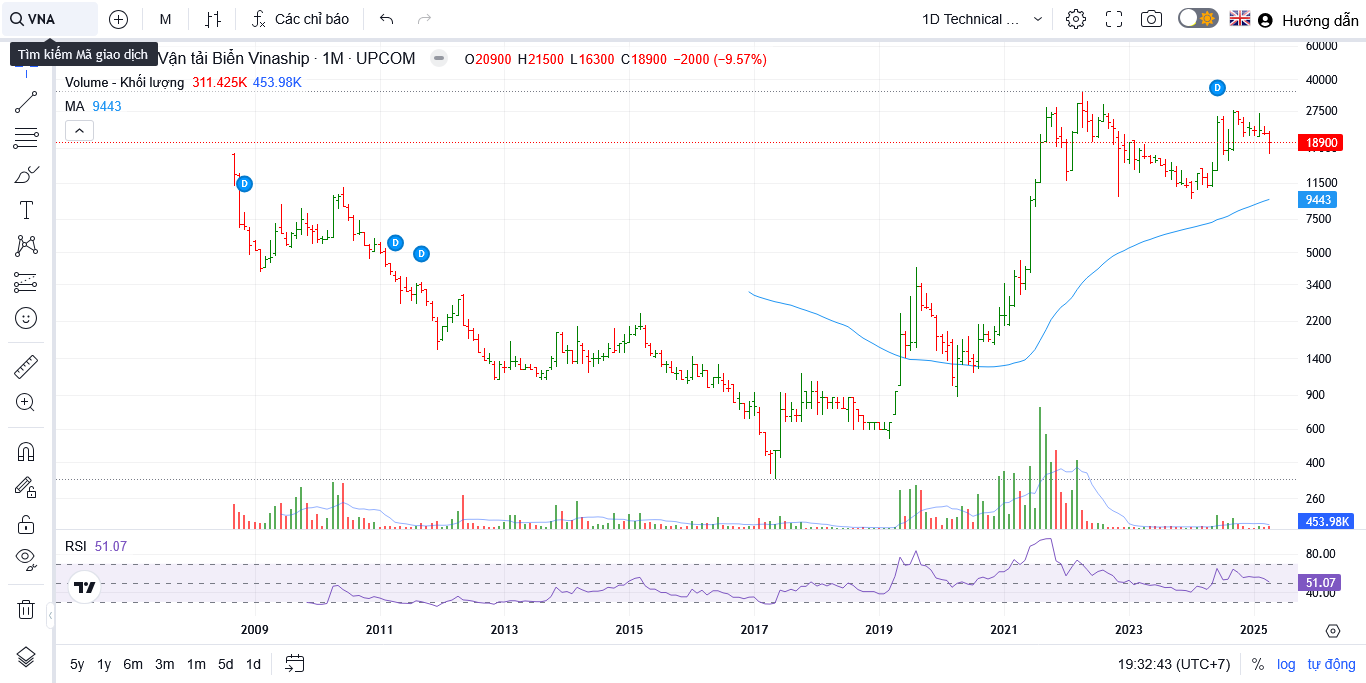 VNA M Các chỉ báo 1D Technical ... Hướng dẫn
Tìm kiếm Mã giao dịch
Vận tải Biển Vinaship · 1M · UPCOM O20900 H21500 L16300 C18900 −2000 (−9.57%)
Volume - Khối lượng 311.425K 453.98K
MA 9443
60000
40000
27500
18900
11500
9443
7500
5000
3400
2200
1400
900
600
400
260
453.98K
D
D
D
D
RSI 51.07
80.00
51.07
40.00
2009 2011 2013 2015 2017 2019 2021 2023 2025
5y 1y 6m 3m 1m 5d 1d 19:32:43 (UTC+7) % log tự động